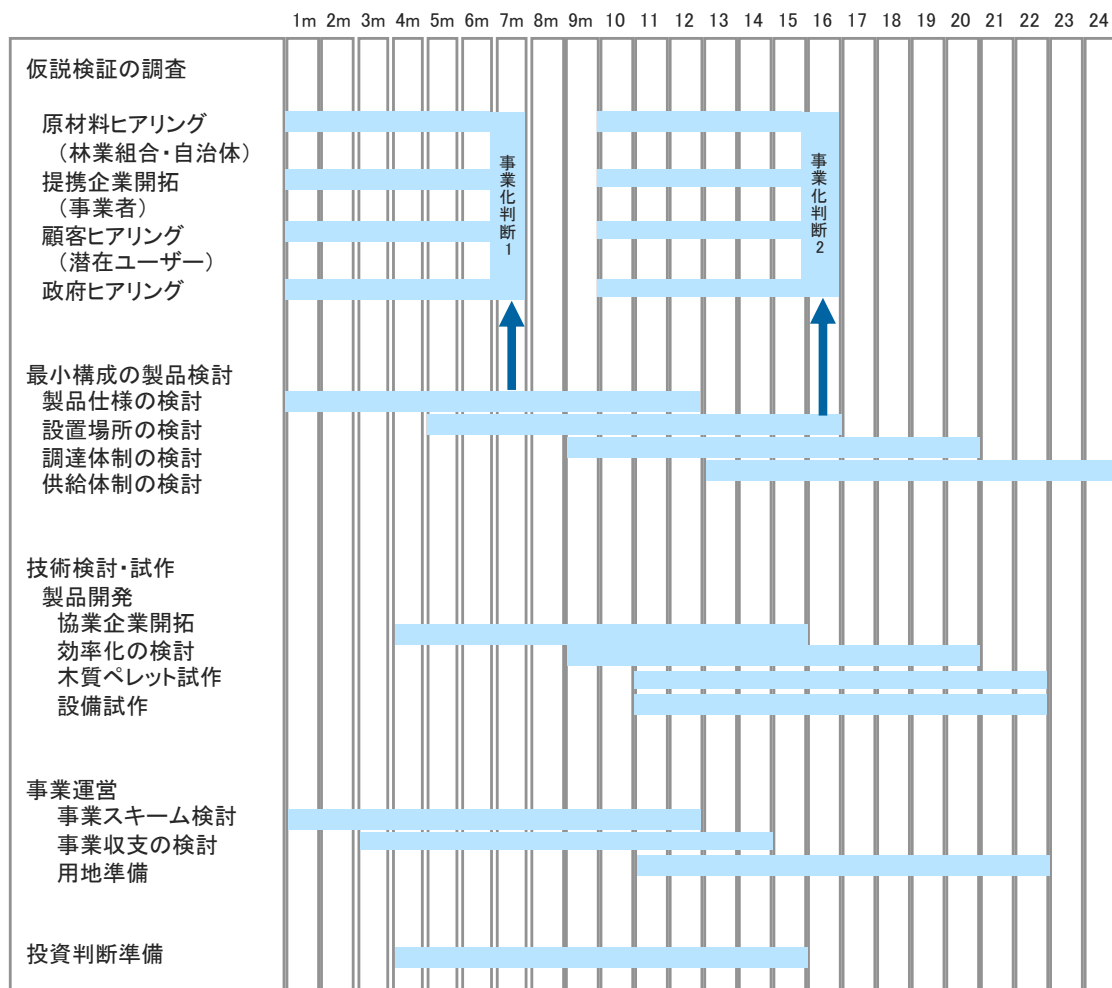 1m 2m 3m 4m 5m 6m 7m 8m 9m 10 11 12 13 14 15 16 17 18 19 20 21 22 23 24
仮説検証の調査
原材料ヒアリング
（林業組合・自治体）
提携企業開拓
（事業者）
顧客ヒアリング
（潜在ユーザー）
政府ヒアリング
事業化判断1
事業化判断2
最小構成の製品検討
製品仕様の検討
設置場所の検討
調達体制の検討
供給体制の検討
技術検討・試作
製品開発
協業企業開拓
効率化の検討
木質ペレット試作
設備試作
事業運営
事業スキーム検討
事業収支の検討
用地準備
投資判断準備